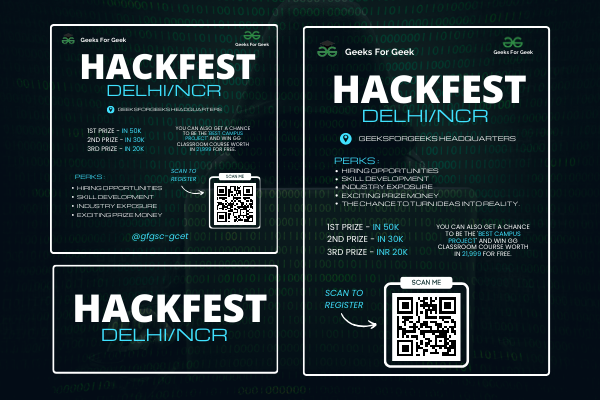 Geeks For Geek
Geeks For Geek
HACKFEST
DELHI/NCR
GEEKSFORGEEKS HEADQUARTERS
1ST PRIZE - IN 50K
2ND PRIZE - IN 30K
3RD PRIZE - IN 20K
YOU CAN ALSO GET A CHANCE
TO BE THE 'BEST CAMPUS
PROJECT' AND WIN GG
CLASSROOM COURSE WORTH
IN 21,999 FOR FREE.
PERKS :
• HIRING OPPORTUNITIES
• SKILL DEVELOPMENT
• INDUSTRY EXPOSURE
• EXCITING PRIZE MONEY
SCAN TO
REGISTER
SCAN ME
@gfgsc-gcet
HACKFEST
DELHI/NCR
Geeks For Geek
Geeks For Geek
HACKFEST
DELHI/NCR
GEEKSFORGEEKS HEADQUARTERS
PERKS :
• HIRING OPPORTUNITIES
• SKILL DEVELOPMENT
• INDUSTRY EXPOSURE
• EXCITING PRIZE MONEY
• THE CHANCE TO TURN IDEAS INTO REALITY.
1ST PRIZE - IN 50K
2ND PRIZE - IN 30K
3RD PRIZE - INR 20K
YOU CAN ALSO GET A CHANCE
TO BE THE 'BEST CAMPUS
PROJECT' AND WIN GG
CLASSROOM COURSE WORTH
IN 21,999 FOR FREE.
SCAN TO
REGISTER
SCAN ME